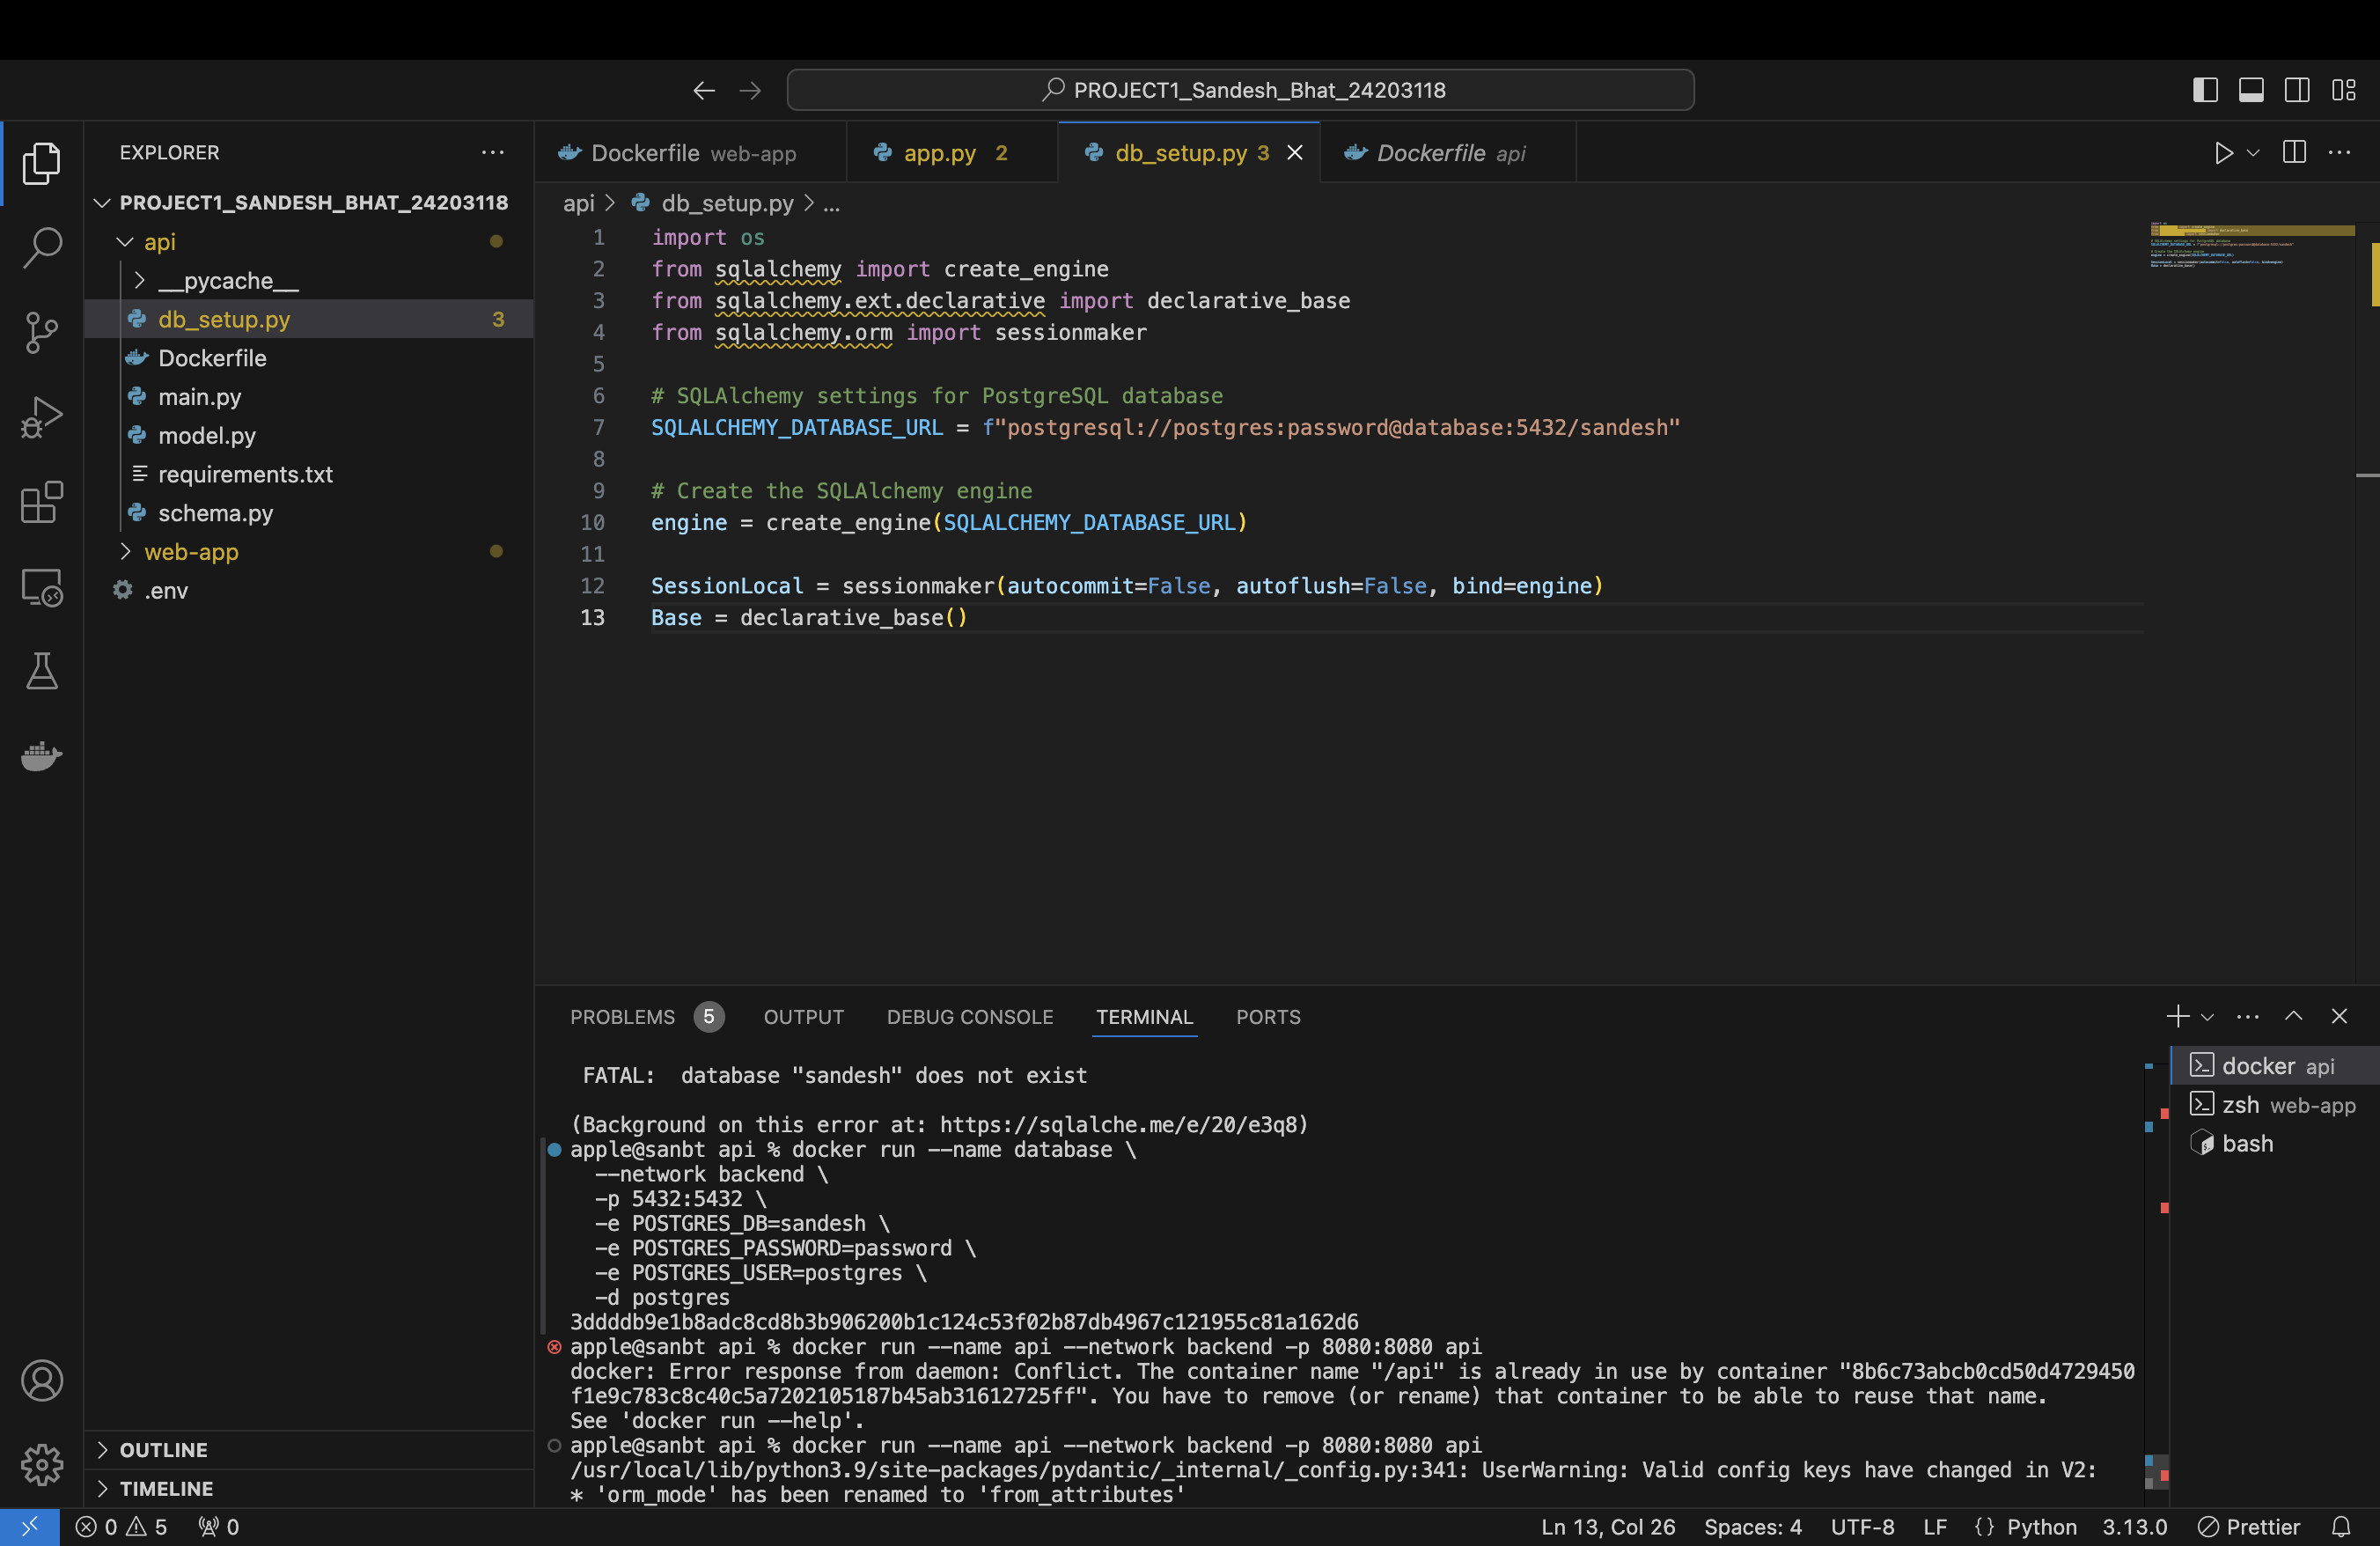 PROJECT1_Sandesh_Bhat_24203118
EXPLORER
PROJECT1_SANDESH_BHAT_24203118
api
__pycache__
db_setup.py 3
Dockerfile
main.py
model.py
requirements.txt
schema.py
web-app
.env
OUTLINE
TIMELINE
Dockerfile web-app
app.py 2
db_setup.py 3
Dockerfile api
api > db_setup.py > ...
1 import os
2 from sqlalchemy import create_engine
3 from sqlalchemy.ext.declarative import declarative_base
4 from sqlalchemy.orm import sessionmaker
5
6 # SQLAlchemy settings for PostgreSQL database
7 SQLALCHEMY_DATABASE_URL = f"postgresql://postgres:password@database:5432/sandesh"
8
9 # Create the SQLAlchemy engine
10 engine = create_engine(SQLALCHEMY_DATABASE_URL)
11
12 SessionLocal = sessionmaker(autocommit=False, autoflush=False, bind=engine)
13 Base = declarative_base()
PROBLEMS 5 OUTPUT DEBUG CONSOLE TERMINAL PORTS
FATAL:  database "sandesh" does not exist
(Background on this error at: https://sqlalche.me/e/20/e3q8)
apple@sanbt api % docker run --name database \
--network backend \
-p 5432:5432 \
-e POSTGRES_DB=sandesh \
-e POSTGRES_PASSWORD=password \
-e POSTGRES_USER=postgres \
-d postgres
3ddddb9e1b8adc8cd8b3b906200b1c124c53f02b87db4967c121955c81a162d6
apple@sanbt api % docker run --name api --network backend -p 8080:8080 api
docker: Error response from daemon: Conflict. The container name "/api" is already in use by container "8b6c73abcb0cd50d4729450
f1e9c783c8c40c5a7202105187b45ab31612725ff". You have to remove (or rename) that container to be able to reuse that name.
See 'docker run --help'.
apple@sanbt api % docker run --name api --network backend -p 8080:8080 api
/usr/local/lib/python3.9/site-packages/pydantic/_internal/_config.py:341: UserWarning: Valid config keys have changed in V2:
* 'orm_mode' has been renamed to 'from_attributes'
docker api
zsh web-app
bash
0 5 0
Ln 13, Col 26 Spaces: 4 UTF-8 LF {} Python 3.13.0 Prettier